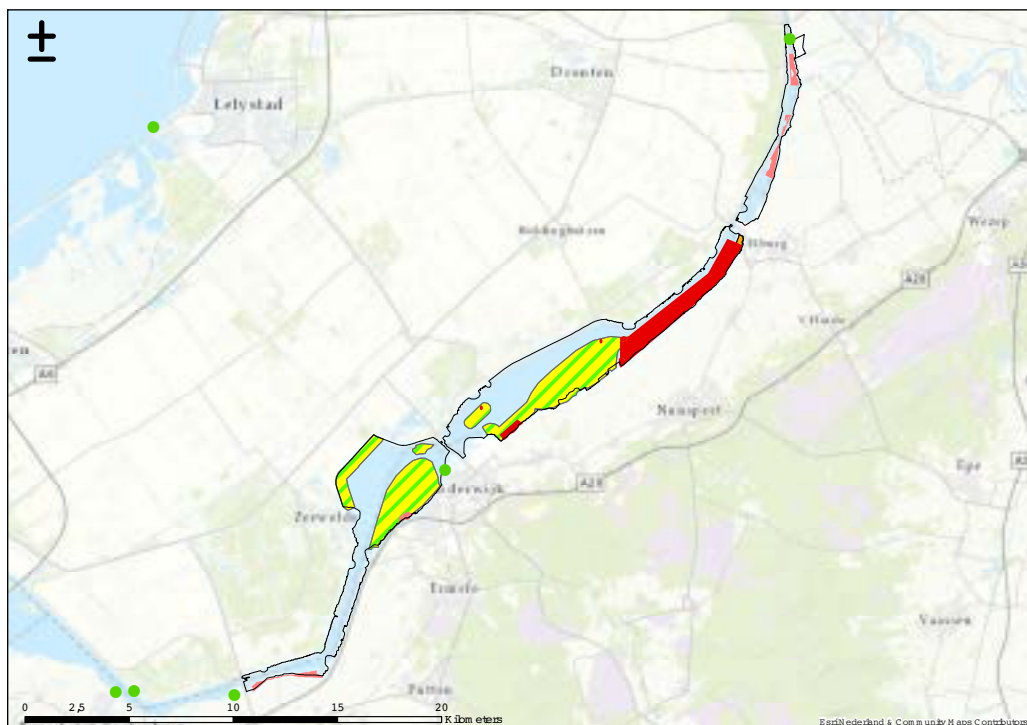 Dronten
Lelystad
Biddinghuizen
Elburg
Wezep
A28
A50
't Harde
A6
Nunspeet
Epe
A28
Harderwijk
Zeewolde
Ermelo
Vaassen
Putten
0 2,5 5 10 15 20
Kilometers
Esri Nederland & Community Maps Contributors